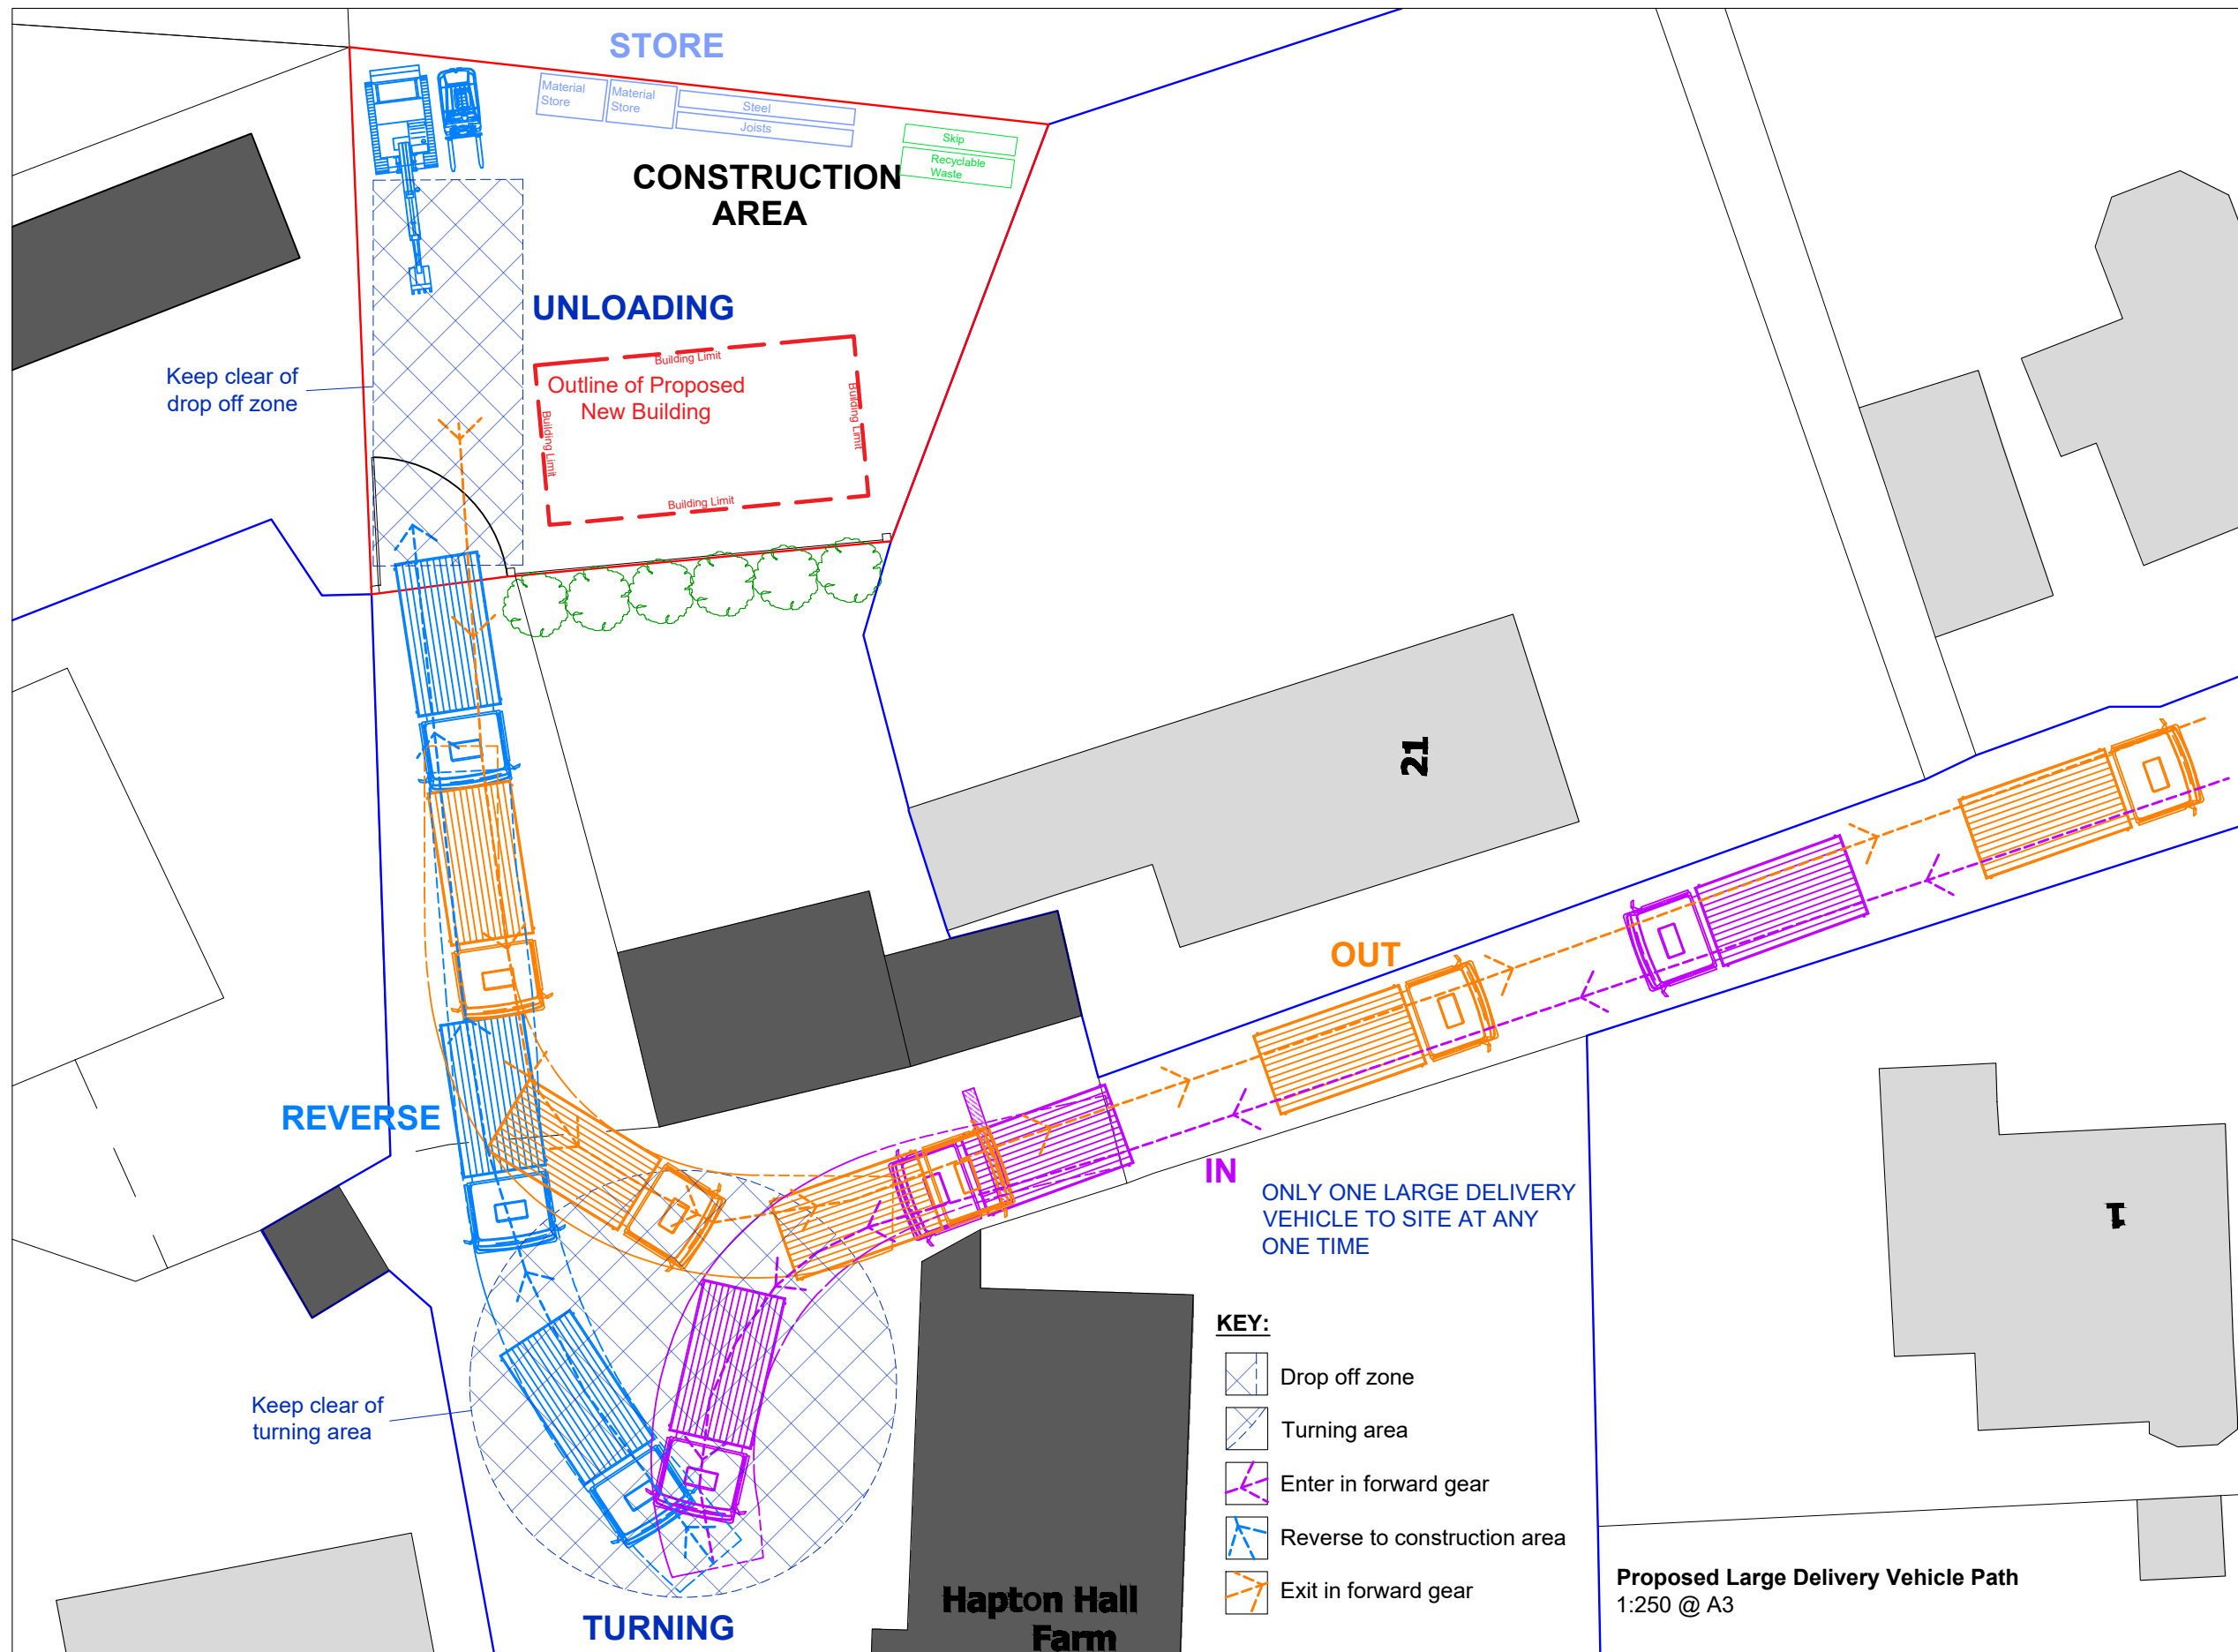 STORE
Material
Store
Material
Store
Steel
Joists
Skip
Recyclable
Waste
CONSTRUCTION
AREA
UNLOADING
Keep clear of
drop off zone
Building Limit
Outline of Proposed
New Building
Building Limit
Building Limit
Building Limit
21
OUT
REVERSE
IN
ONLY ONE LARGE DELIVERY
VEHICLE TO SITE AT ANY
ONE TIME
1
KEY:
Drop off zone
Turning area
Enter in forward gear
Reverse to construction area
Exit in forward gear
Keep clear of
turning area
TURNING
Hapton Hall
Farm
Proposed Large Delivery Vehicle Path
1:250 @ A3